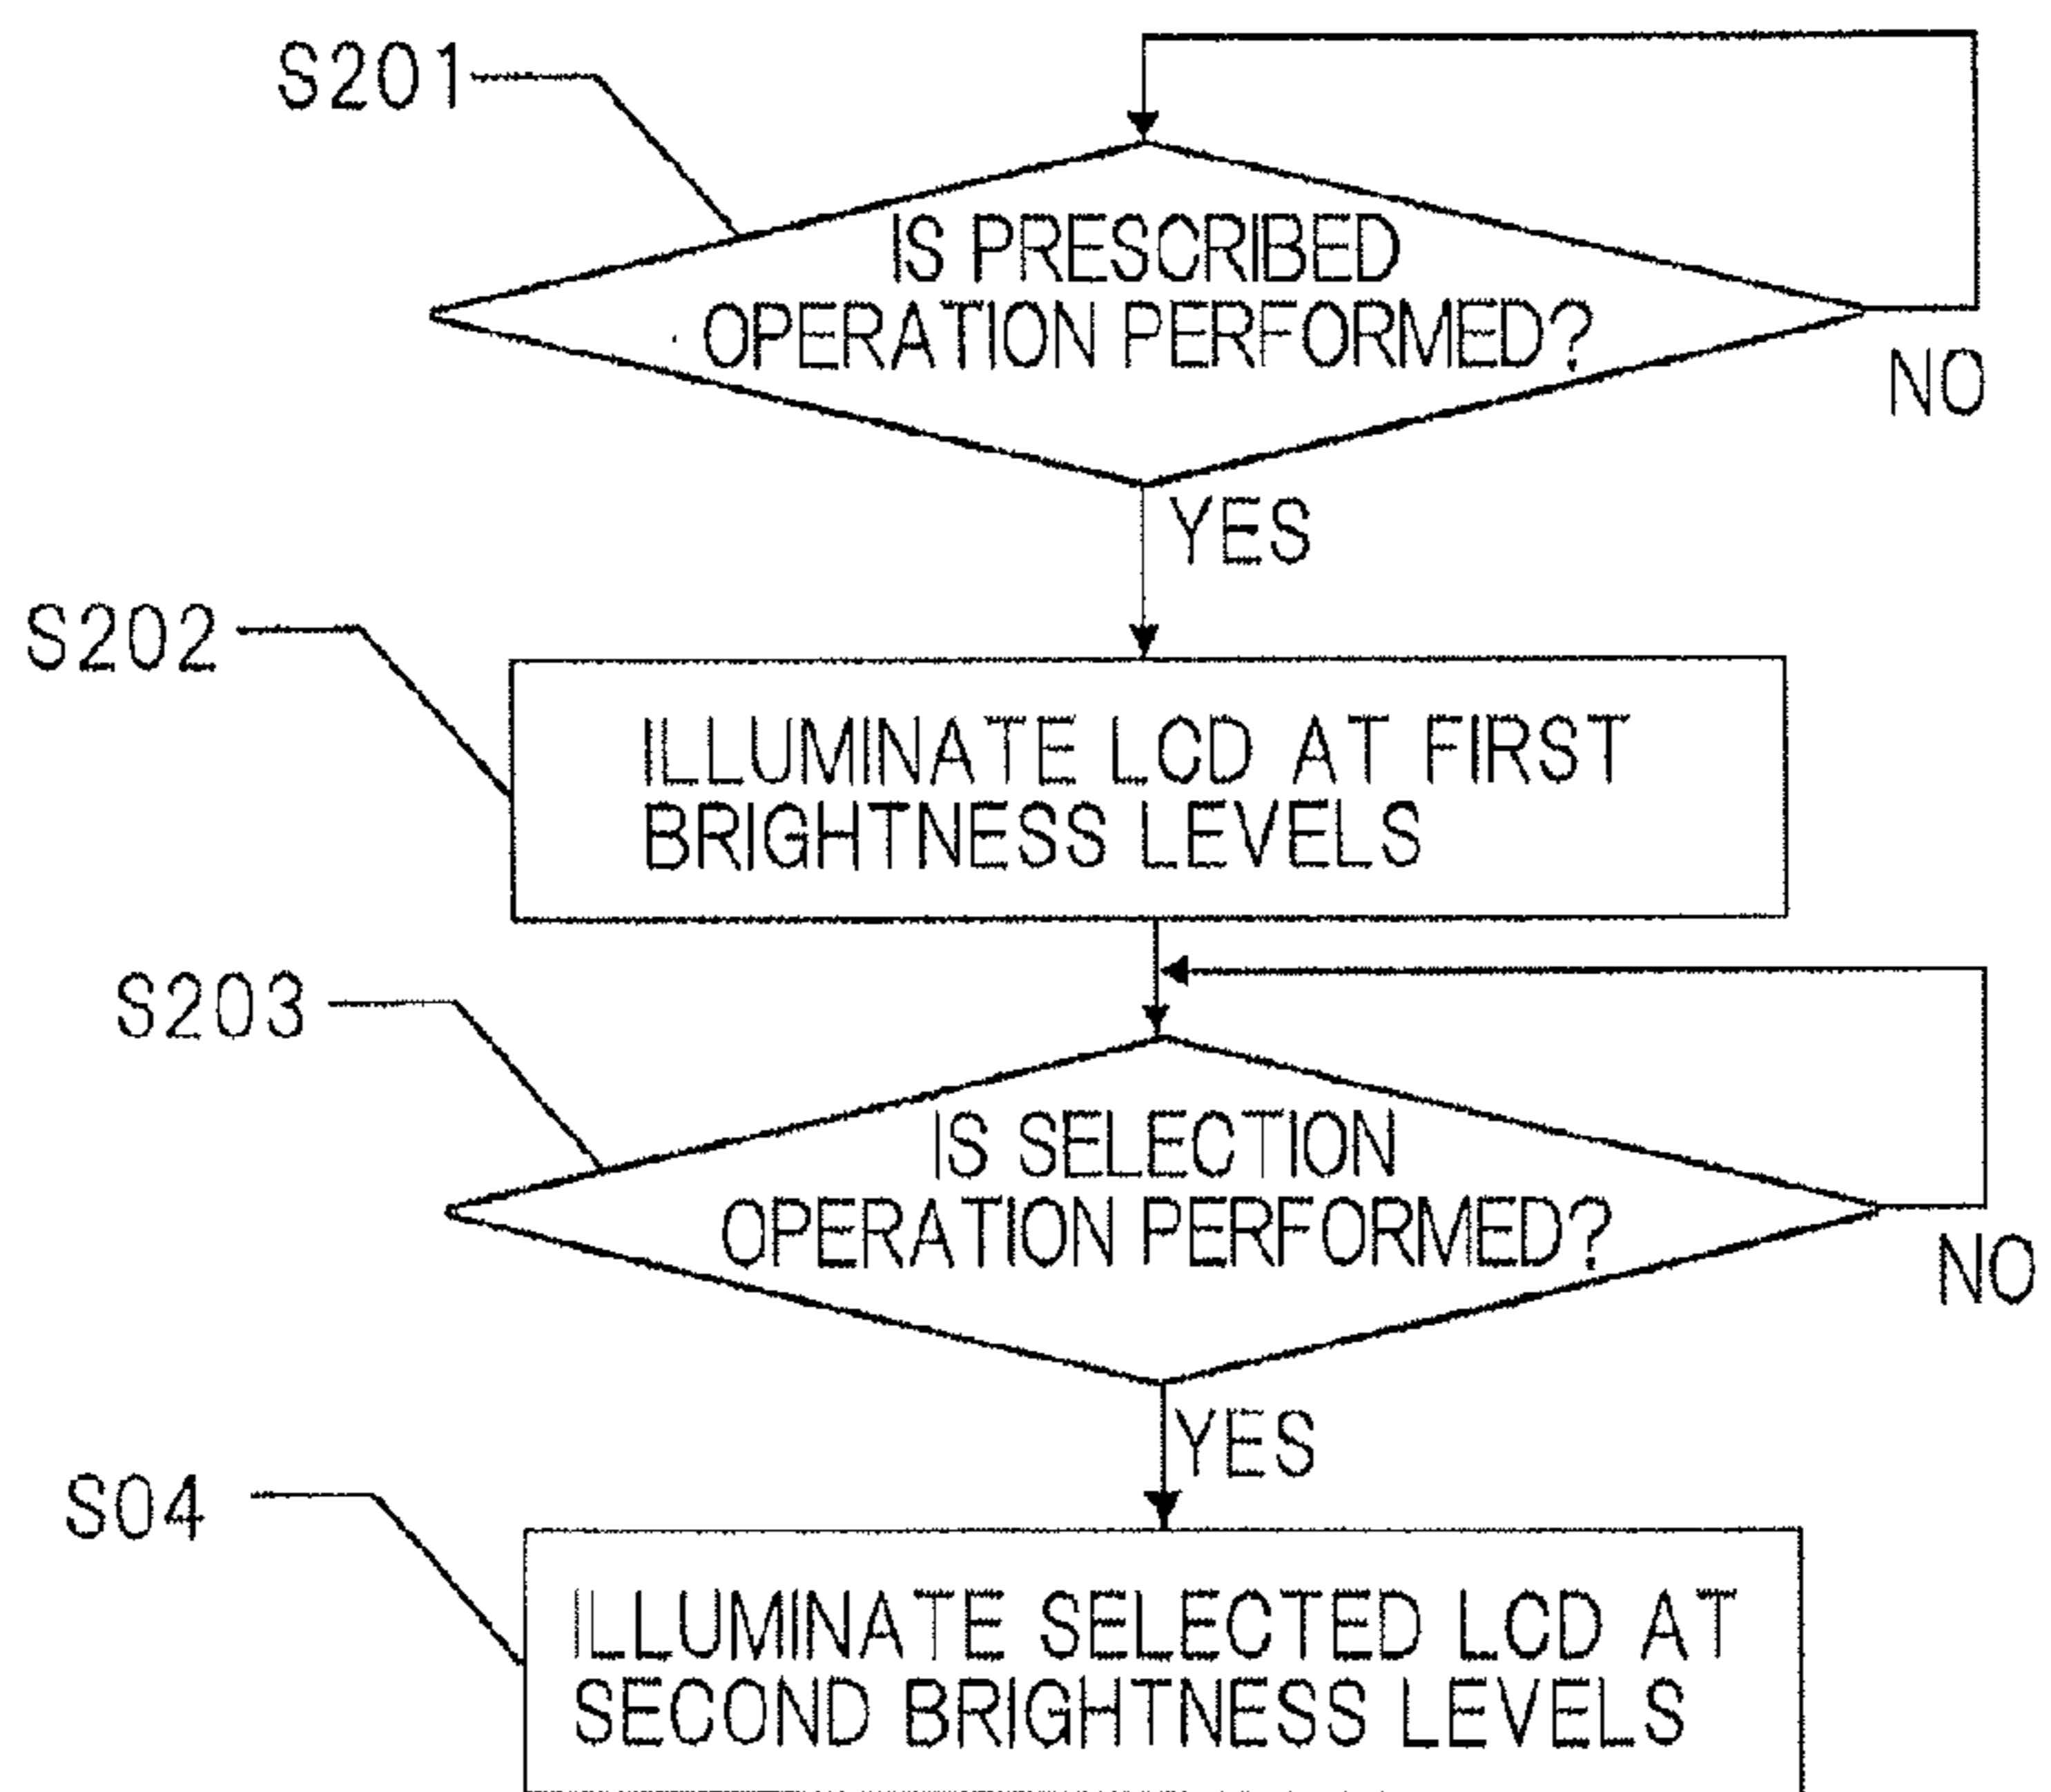 S201
IS PRESCRIBED
OPERATION PERFORMED?
NO
YES
S202
ILLUMINATE LCD AT FIRST
BRIGHTNESS LEVELS
S203
IS SELECTION
OPERATION PERFORMED?
NO
YES
S04
ILLUMINATE SELECTED LCD AT
SECOND BRIGHTNESS LEVELS